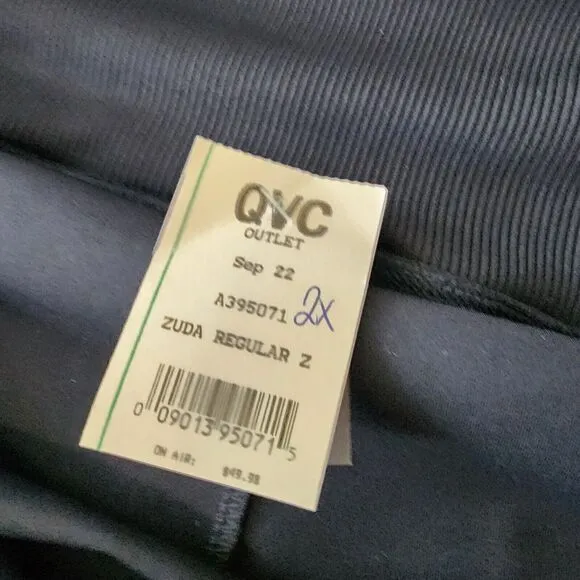 QVC
OUTLET
Sep 22
A395071 2X
ZUDA REGULAR Z
0 09013 95071 5
ON AIR: $49.98